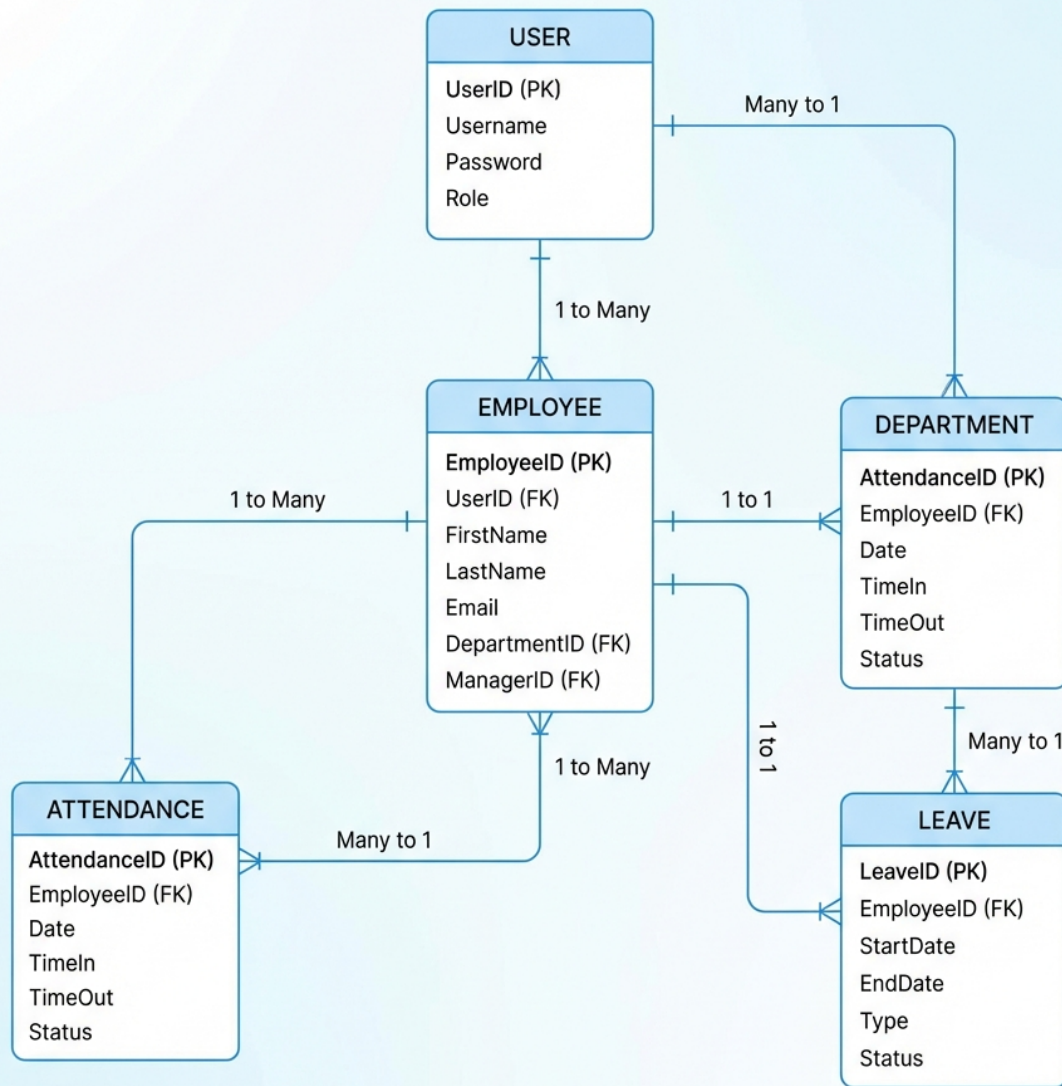 USER
UserID (PK)
Username
Password
Role
Many to 1
1 to Many
EMPLOYEE
EmployeeID (PK)
UserID (FK)
FirstName
LastName
Email
DepartmentID (FK)
ManagerID (FK)
1 to Many
1 to 1
DEPARTMENT
AttendanceID (PK)
EmployeeID (FK)
Date
TimeIn
TimeOut
Status
1 to 1
1 to Many
Many to 1
Many to 1
ATTENDANCE
AttendanceID (PK)
EmployeeID (FK)
Date
TimeIn
TimeOut
Status
LEAVE
LeaveID (PK)
EmployeeID (FK)
StartDate
EndDate
Type
Status